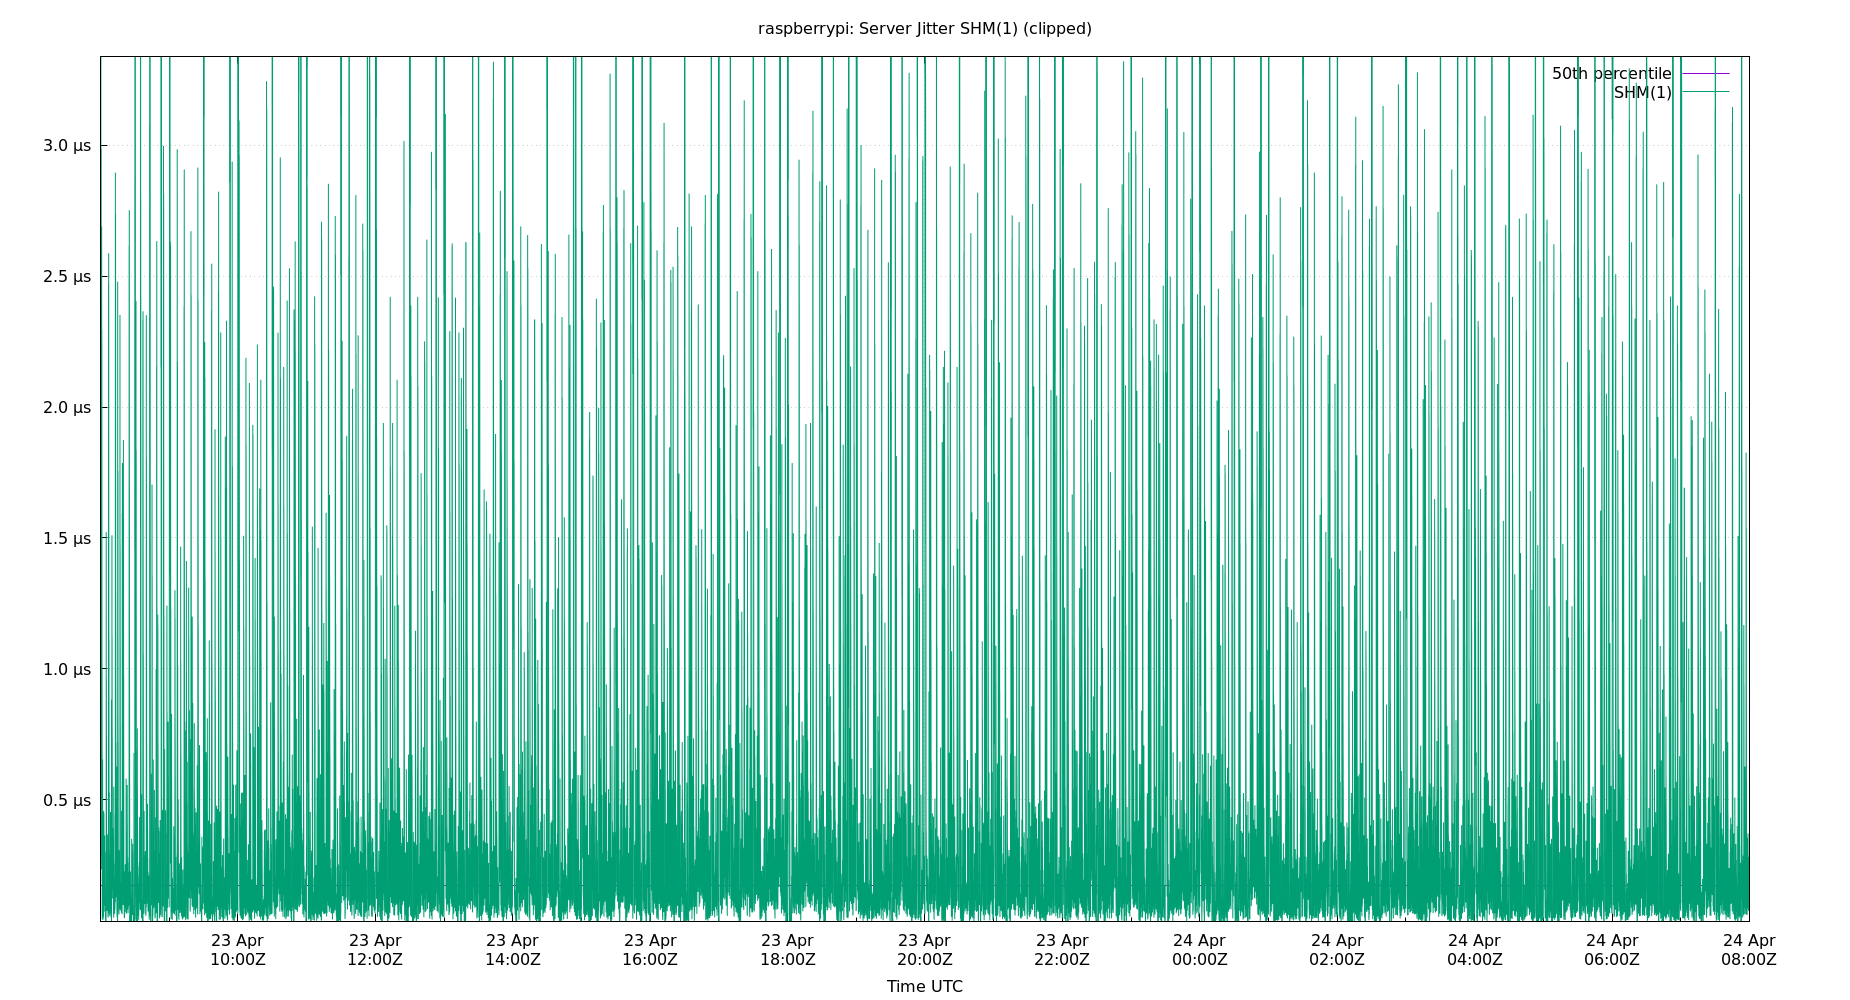 raspberrypi: Server Jitter SHM(1) (clipped)
50th percentile
SHM(1)
3.0 µs
2.5 µs
2.0 µs
1.5 µs
1.0 µs
0.5 µs
23 Apr 23 Apr 23 Apr 23 Apr 23 Apr 23 Apr 23 Apr 24 Apr 24 Apr 24 Apr 24 Apr 24 Apr
10:00Z 12:00Z 14:00Z 16:00Z 18:00Z 20:00Z 22:00Z 00:00Z 02:00Z 04:00Z 06:00Z 08:00Z
Time UTC